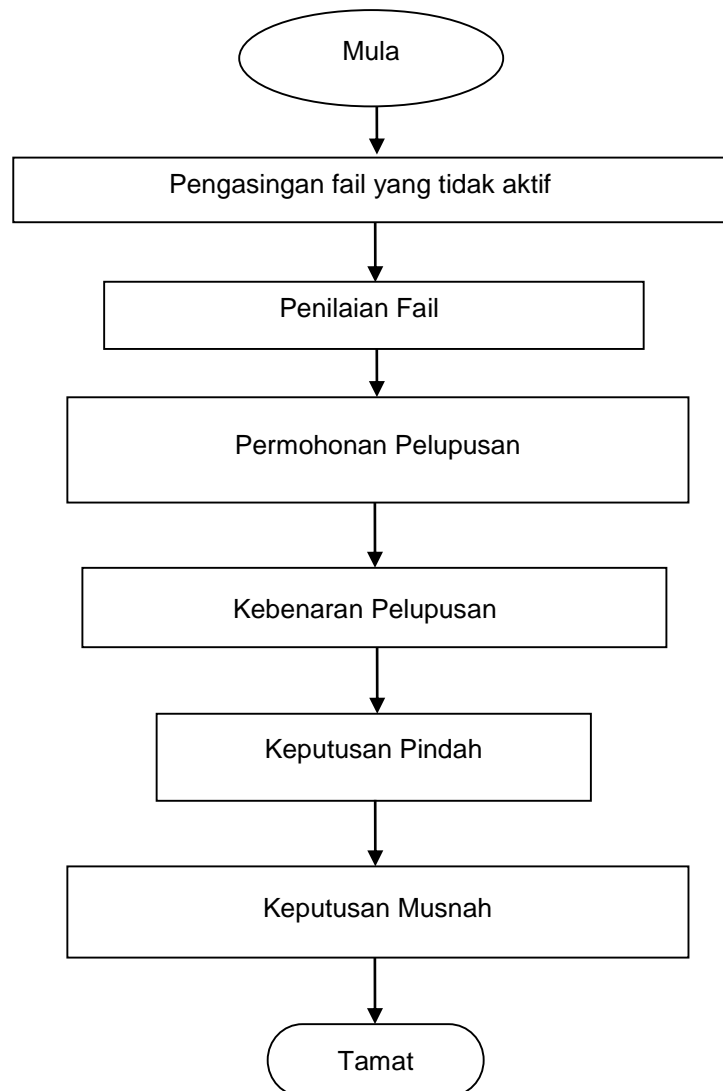 Mula
Pengasingan fail yang tidak aktif
Penilaian Fail
Permohonan Pelupusan
Kebenaran Pelupusan
Keputusan Pindah
Keputusan Musnah
Tamat